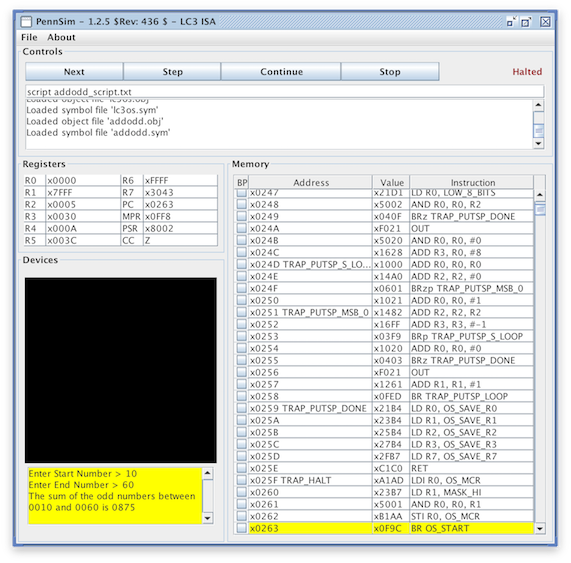 PennSim - 1.2.5 $Rev: 436 $ - LC3 ISA
File About
Controls
Next Step Continue Stop Halted
script addodd_script.txt
Loaded object file 'lc3os.obj'
Loaded symbol file 'lc3os.sym'
Loaded object file 'addodd.obj'
Loaded symbol file 'addodd.sym'
Registers
R0 x0000 R6 xFFFF
R1 x7FFF R7 x3043
R2 x0005 PC x0263
R3 x0030 MPR x0FF8
R4 x000A PSR x8002
R5 x003C CC Z
Devices
Enter Start Number > 10
Enter End Number > 60
The sum of the odd numbers between
0010 and 0060 is 0875
Memory
BP Address Value Instruction
x0247 x21D1 LD R0, LOW_8_BITS
x0248 x5002 AND R0, R0, R2
x0249 x040F BRz TRAP_PUTSP_DONE
x024A xF021 OUT
x024B x5020 AND R0, R0, #0
x024C x1628 ADD R3, R0, #8
x024D TRAP_PUTSP_S_LO... x1000 ADD R0, R0, R0
x024E x14A0 ADD R2, R2, #0
x024F x0601 BRzp TRAP_PUTSP_MSB_0
x0250 x1021 ADD R0, R0, #1
x0251 TRAP_PUTSP_MSB_0 x1482 ADD R2, R2, R2
x0252 x16FF ADD R3, R3, #-1
x0253 x03F9 BRp TRAP_PUTSP_S_LOOP
x0254 x1020 ADD R0, R0, #0
x0255 x0403 BRz TRAP_PUTSP_DONE
x0256 xF021 OUT
x0257 x1261 ADD R1, R1, #1
x0258 x0FED BR TRAP_PUTSP_LOOP
x0259 TRAP_PUTSP_DONE x21B4 LD R0, OS_SAVE_R0
x025A x23B4 LD R1, OS_SAVE_R1
x025B x25B4 LD R2, OS_SAVE_R2
x025C x27B4 LD R3, OS_SAVE_R3
x025D x2FB7 LD R7, OS_SAVE_R7
x025E xC1C0 RET
x025F TRAP_HALT xA1AD LDI R0, OS_MCR
x0260 x23B7 LD R1, MASK_HI
x0261 x5001 AND R0, R0, R1
x0262 xB1AA STI R0, OS_MCR
x0263 x0F9C BR OS_START